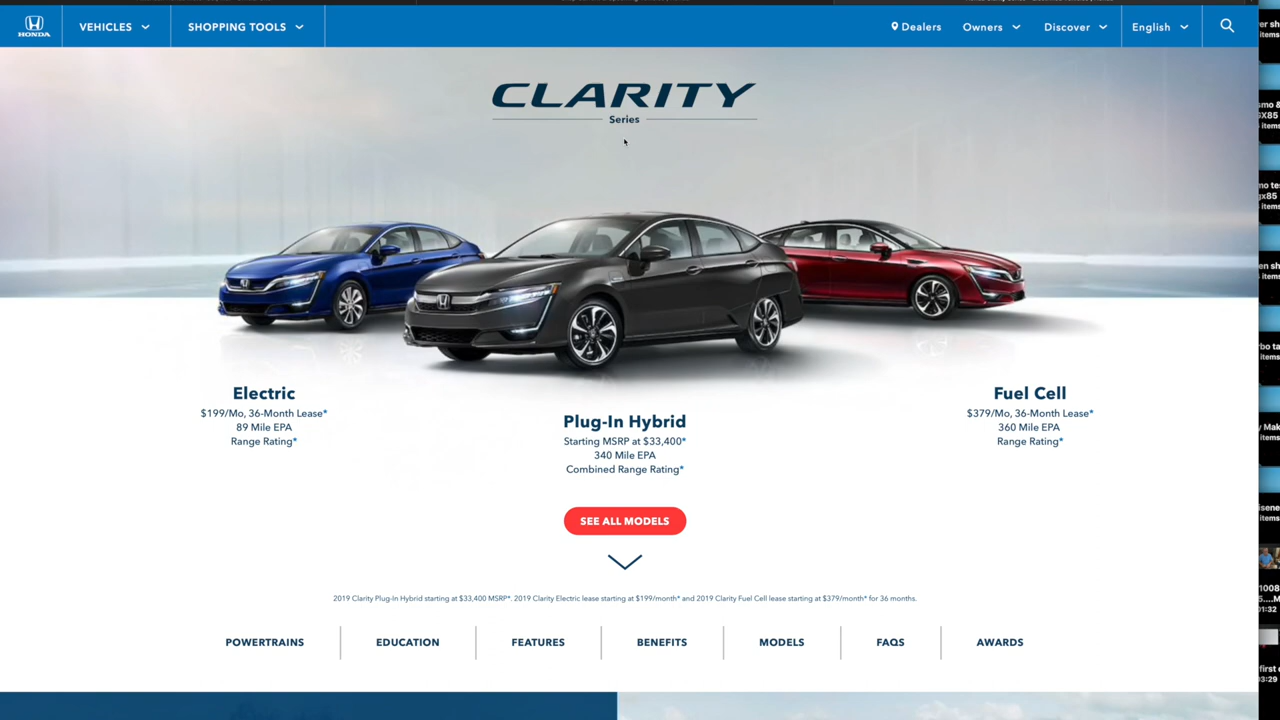 HONDA
VEHICLES
SHOPPING TOOLS
Dealers
Owners
Discover
English
CLARITY
Series
Electric
$199/Mo, 36-Month Lease*
89 Mile EPA
Range Rating*
Plug-In Hybrid
Starting MSRP at $33,400*
340 Mile EPA
Combined Range Rating*
Fuel Cell
$379/Mo, 36-Month Lease*
360 Mile EPA
Range Rating*
SEE ALL MODELS
2019 Clarity Plug-In Hybrid starting at $33,400 MSRP*. 2019 Clarity Electric lease starting at $199/month* and 2019 Clarity Fuel Cell lease starting at $379/month* for 36 months.
POWERTRAINS
EDUCATION
FEATURES
BENEFITS
MODELS
FAQS
AWARDS